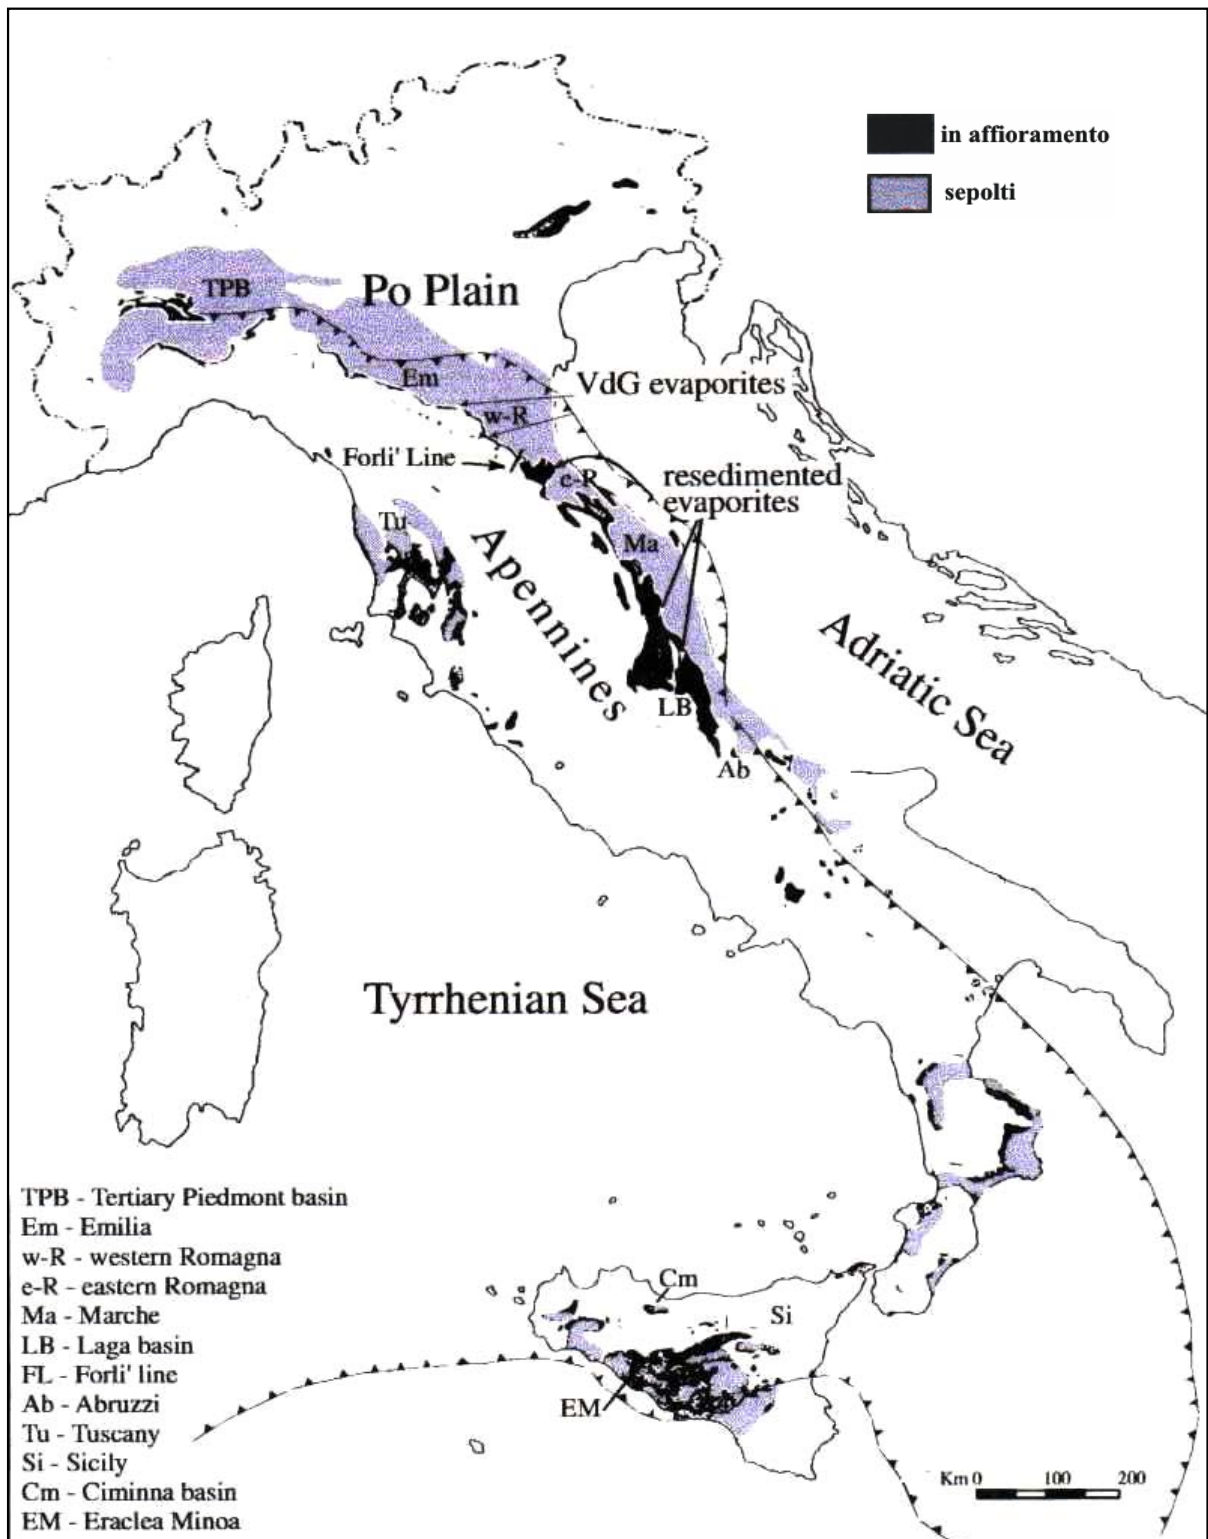 in affioramento
sepolti
TPB
Po Plain
Em
VdG evaporites
w-R
Forli' Line
resedimented
evaporites
e-R
Tu
Ma
Apennines
Adriatic Sea
LB
Ab
Tyrrhenian Sea
TPB - Tertiary Piedmont basin
Em - Emilia
w-R - western Romagna
e-R - eastern Romagna
Ma - Marche
LB - Laga basin
FL - Forli' line
Ab - Abruzzi
Tu - Tuscany
Si - Sicily
Cm - Ciminna basin
EM - Eraclea Minoa
Cm
Si
EM
Km 0 100 200